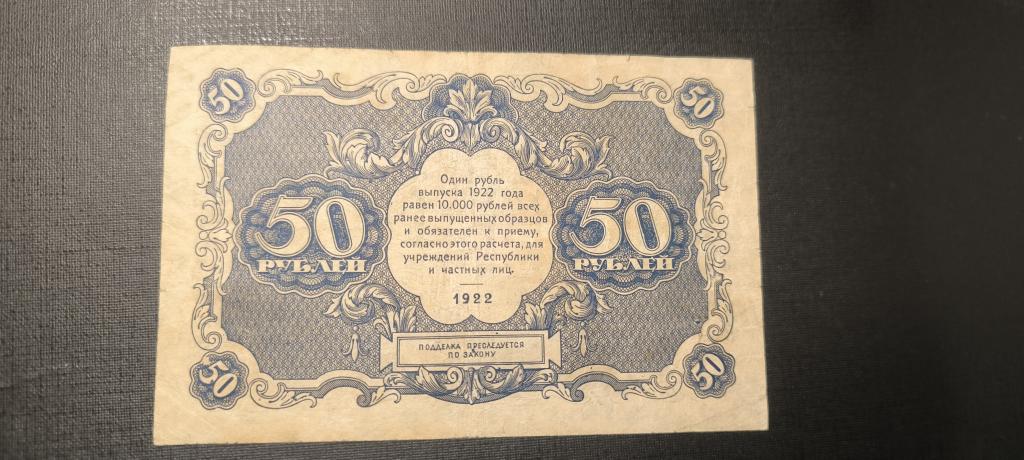 50
50
Один рубль
выпуска 1922 года
равен 10.000 рублей всех
ранее выпущенных образцов
и обязателен к приему,
согласно этого расчета, для
учреждений Республики
и частных лиц.
1922
50
РУБЛЕЙ
50
РУБЛЕЙ
ПОДДЕЛКА ПРЕСЛЕДУЕТСЯ
ПО ЗАКОНУ
50
50